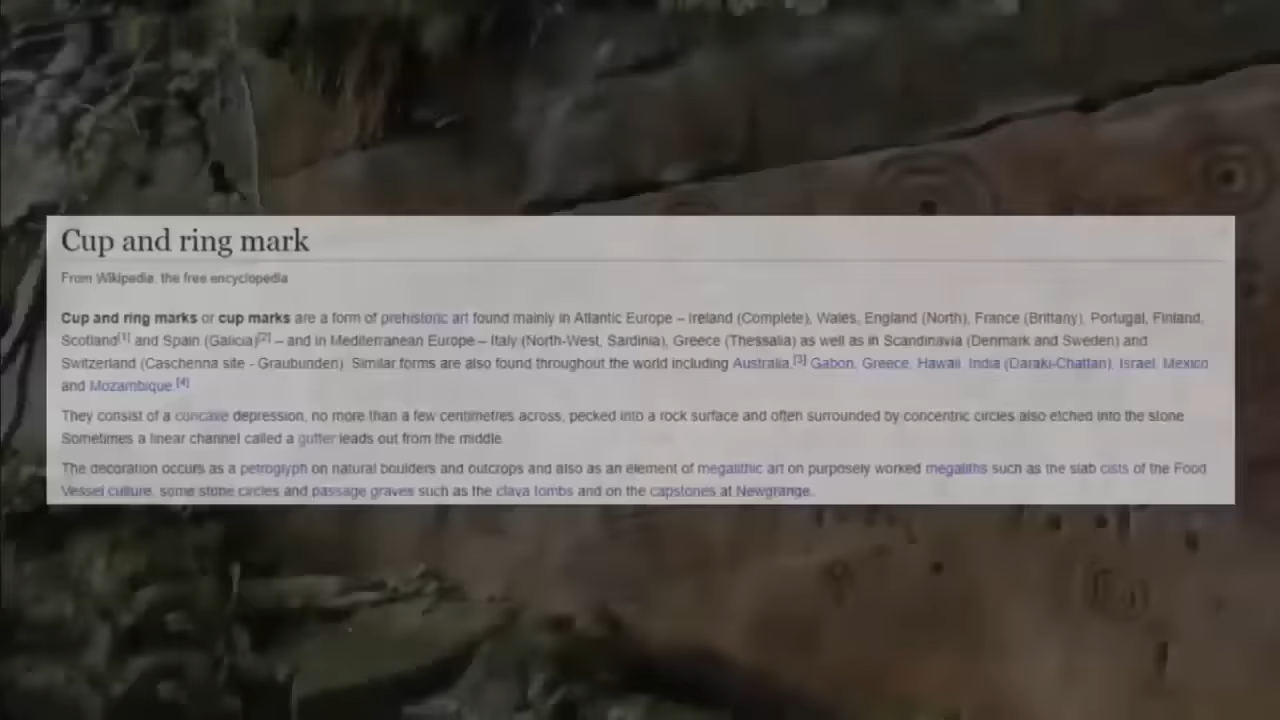 Cup and ring mark
From Wikipedia, the free encyclopedia
Cup and ring marks or cup marks are a form of prehistoric art found mainly in Atlantic Europe – Ireland (Complete), Wales, England (North), France (Brittany), Portugal, Finland,
Scotland[1] and Spain (Galicia)[2] – and in Mediterranean Europe – Italy (North-West, Sardinia), Greece (Thessalia) as well as in Scandinavia (Denmark and Sweden) and
Switzerland (Caschenna site - Graubunden). Similar forms are also found throughout the world including Australia,[3] Gabon, Greece, Hawaii, India (Daraki-Chattan), Israel, Mexico
and Mozambique.[4]
They consist of a concave depression, no more than a few centimetres across, pecked into a rock surface and often surrounded by concentric circles also etched into the stone.
Sometimes a linear channel called a gutter leads out from the middle.
The decoration occurs as a petroglyph on natural boulders and outcrops and also as an element of megalithic art on purposely worked megaliths such as the slab cists of the Food
Vessel culture, some stone circles and passage graves such as the clava tombs and on the capstones at Newgrange.